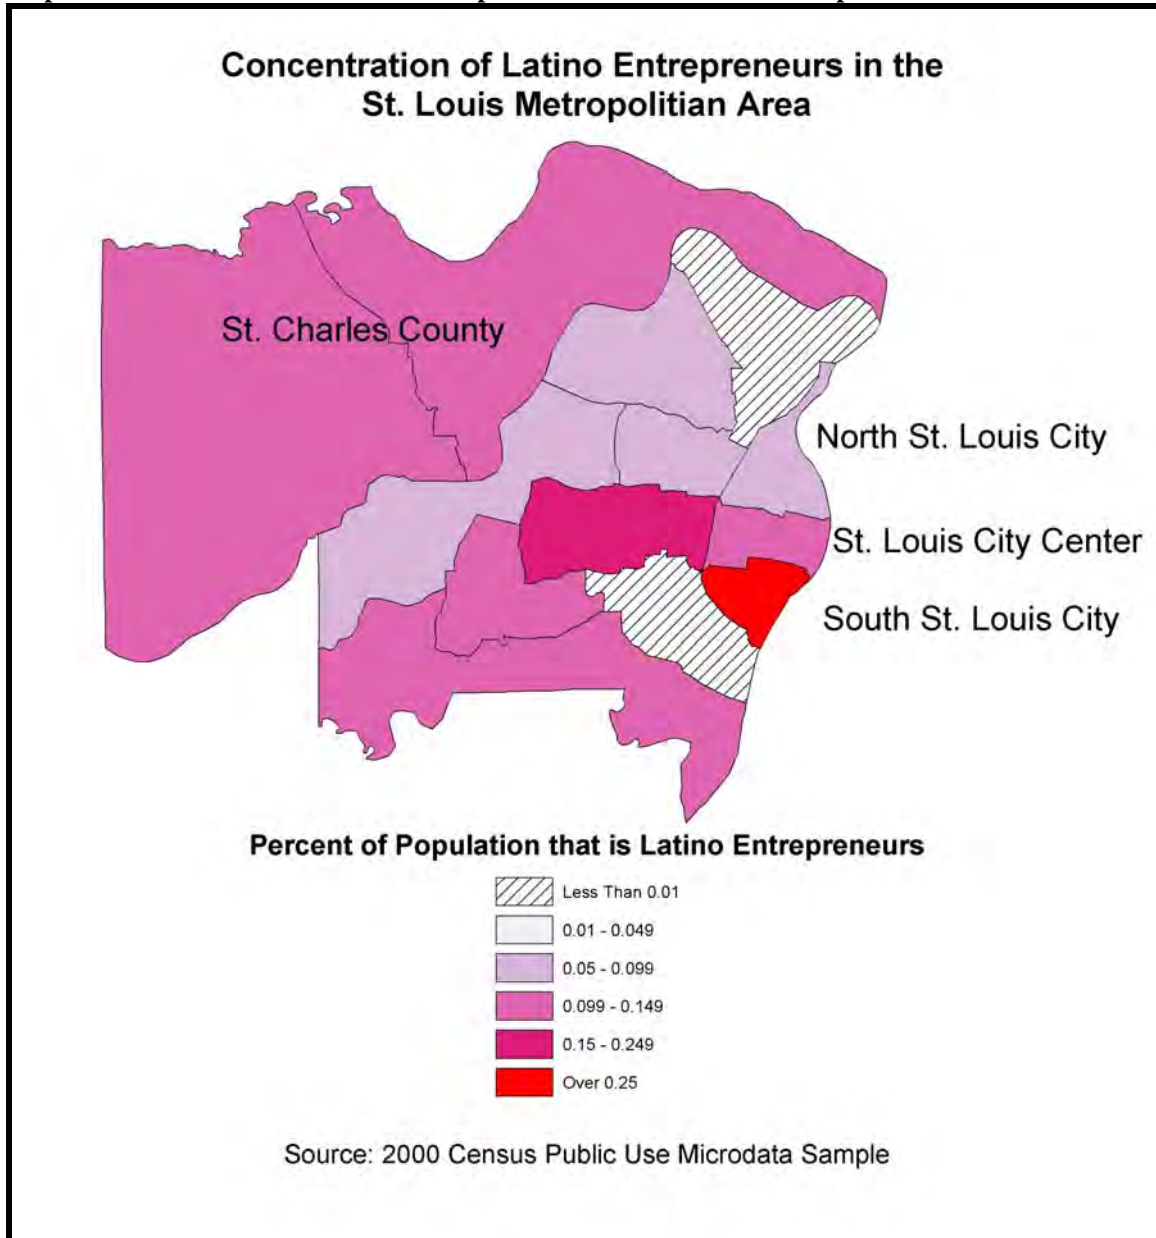 Concentration of Latino Entrepreneurs in the
St. Louis Metropolitian Area
St. Charles County
North St. Louis City
St. Louis City Center
South St. Louis City
Percent of Population that is Latino Entrepreneurs
Less Than 0.01
0.01 - 0.049
0.05 - 0.099
0.099 - 0.149
0.15 - 0.249
Over 0.25
Source: 2000 Census Public Use Microdata Sample